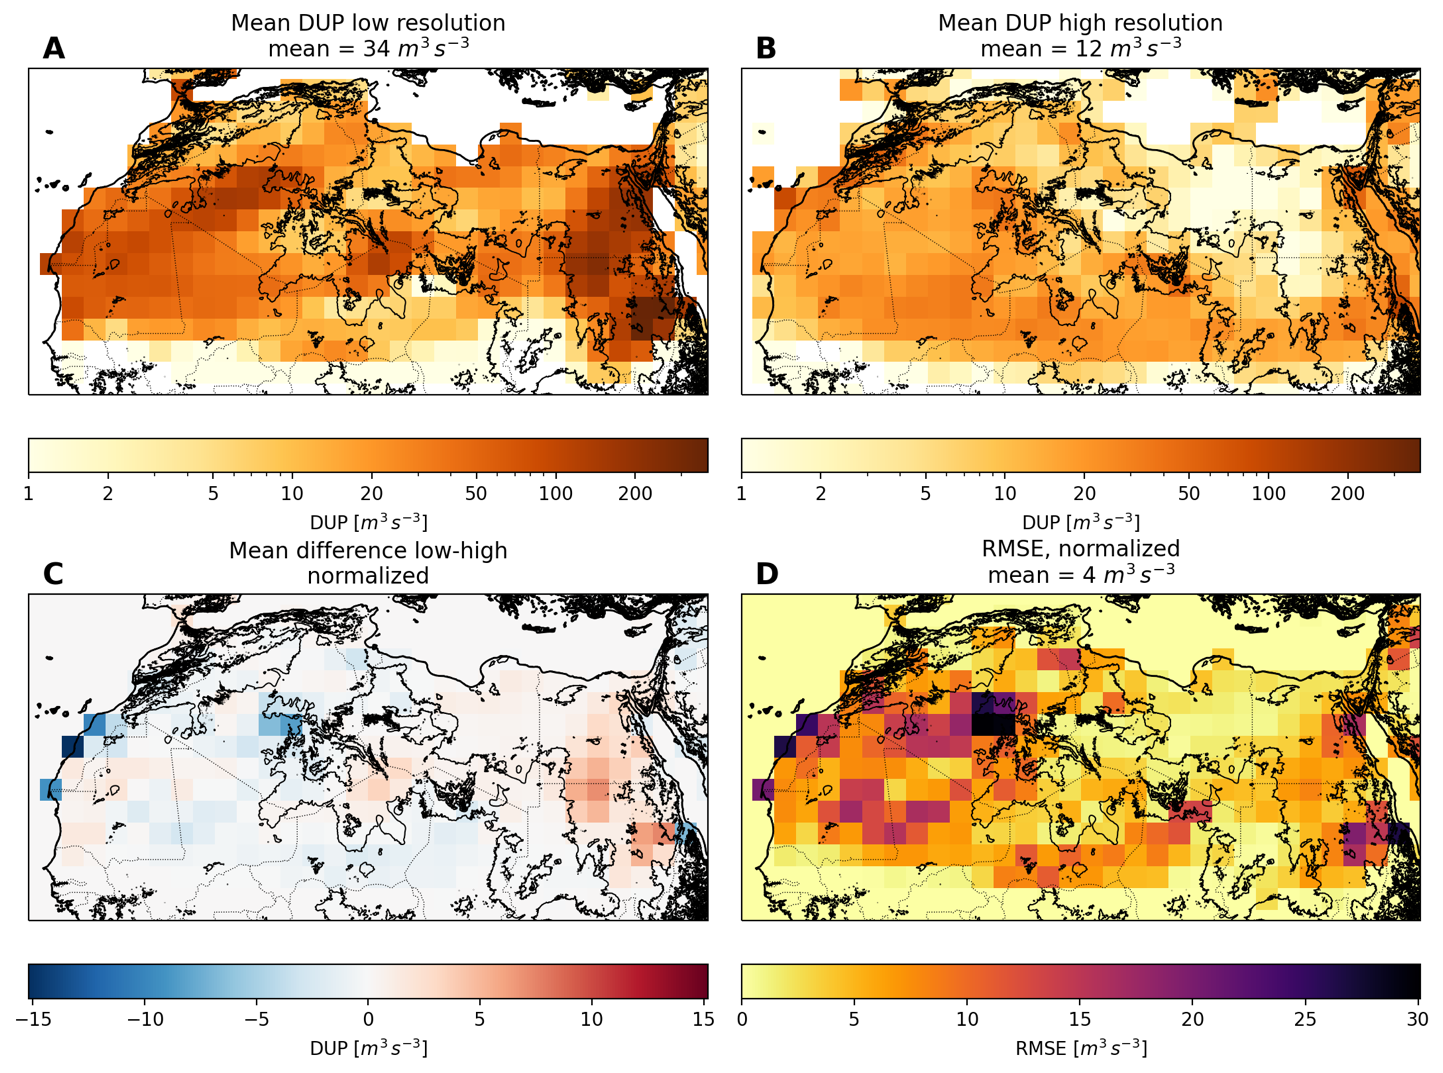 A
Mean DUP low resolution
mean = 34 m³ s⁻³
B
Mean DUP high resolution
mean = 12 m³ s⁻³
1 2 5 10 20 50 100 200
DUP [m³ s⁻³]
1 2 5 10 20 50 100 200
DUP [m³ s⁻³]
C
Mean difference low-high
normalized
D
RMSE, normalized
mean = 4 m³ s⁻³
−15 −10 −5 0 5 10 15
DUP [m³ s⁻³]
0 5 10 15 20 25 30
RMSE [m³ s⁻³]